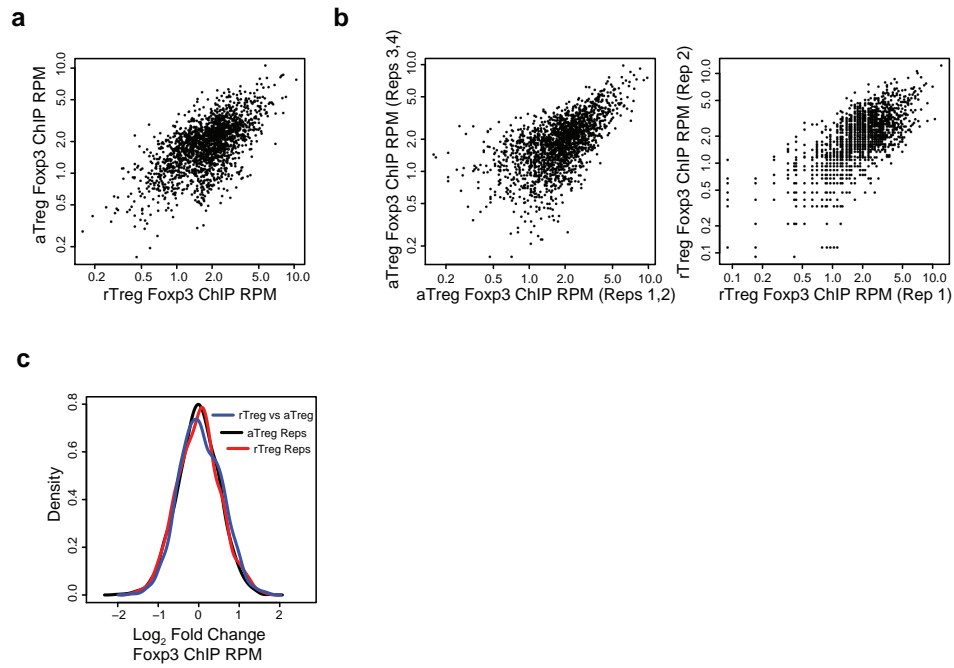 a
aTreg Foxp3 ChIP RPM
10.0
5.0
2.0
1.0
0.5
0.2
0.2 0.5 1.0 2.0 5.0 10.0
rTreg Foxp3 ChIP RPM
b
aTreg Foxp3 ChIP RPM (Reps 3,4)
10.0
5.0
2.0
1.0
0.5
0.2
0.2 0.5 1.0 2.0 5.0 10.0
aTreg Foxp3 ChIP RPM (Reps 1,2)
rTreg Foxp3 ChIP RPM (Rep 2)
10.0
5.0
2.0
1.0
0.5
0.2
0.1
0.1 0.2 0.5 1.0 2.0 5.0 10.0
rTreg Foxp3 ChIP RPM (Rep 1)
c
Density
0.8
0.6
0.4
0.2
0.0
rTreg vs aTreg
aTreg Reps
rTreg Reps
−2 −1 0 1 2
Log2 Fold Change
Foxp3 ChIP RPM